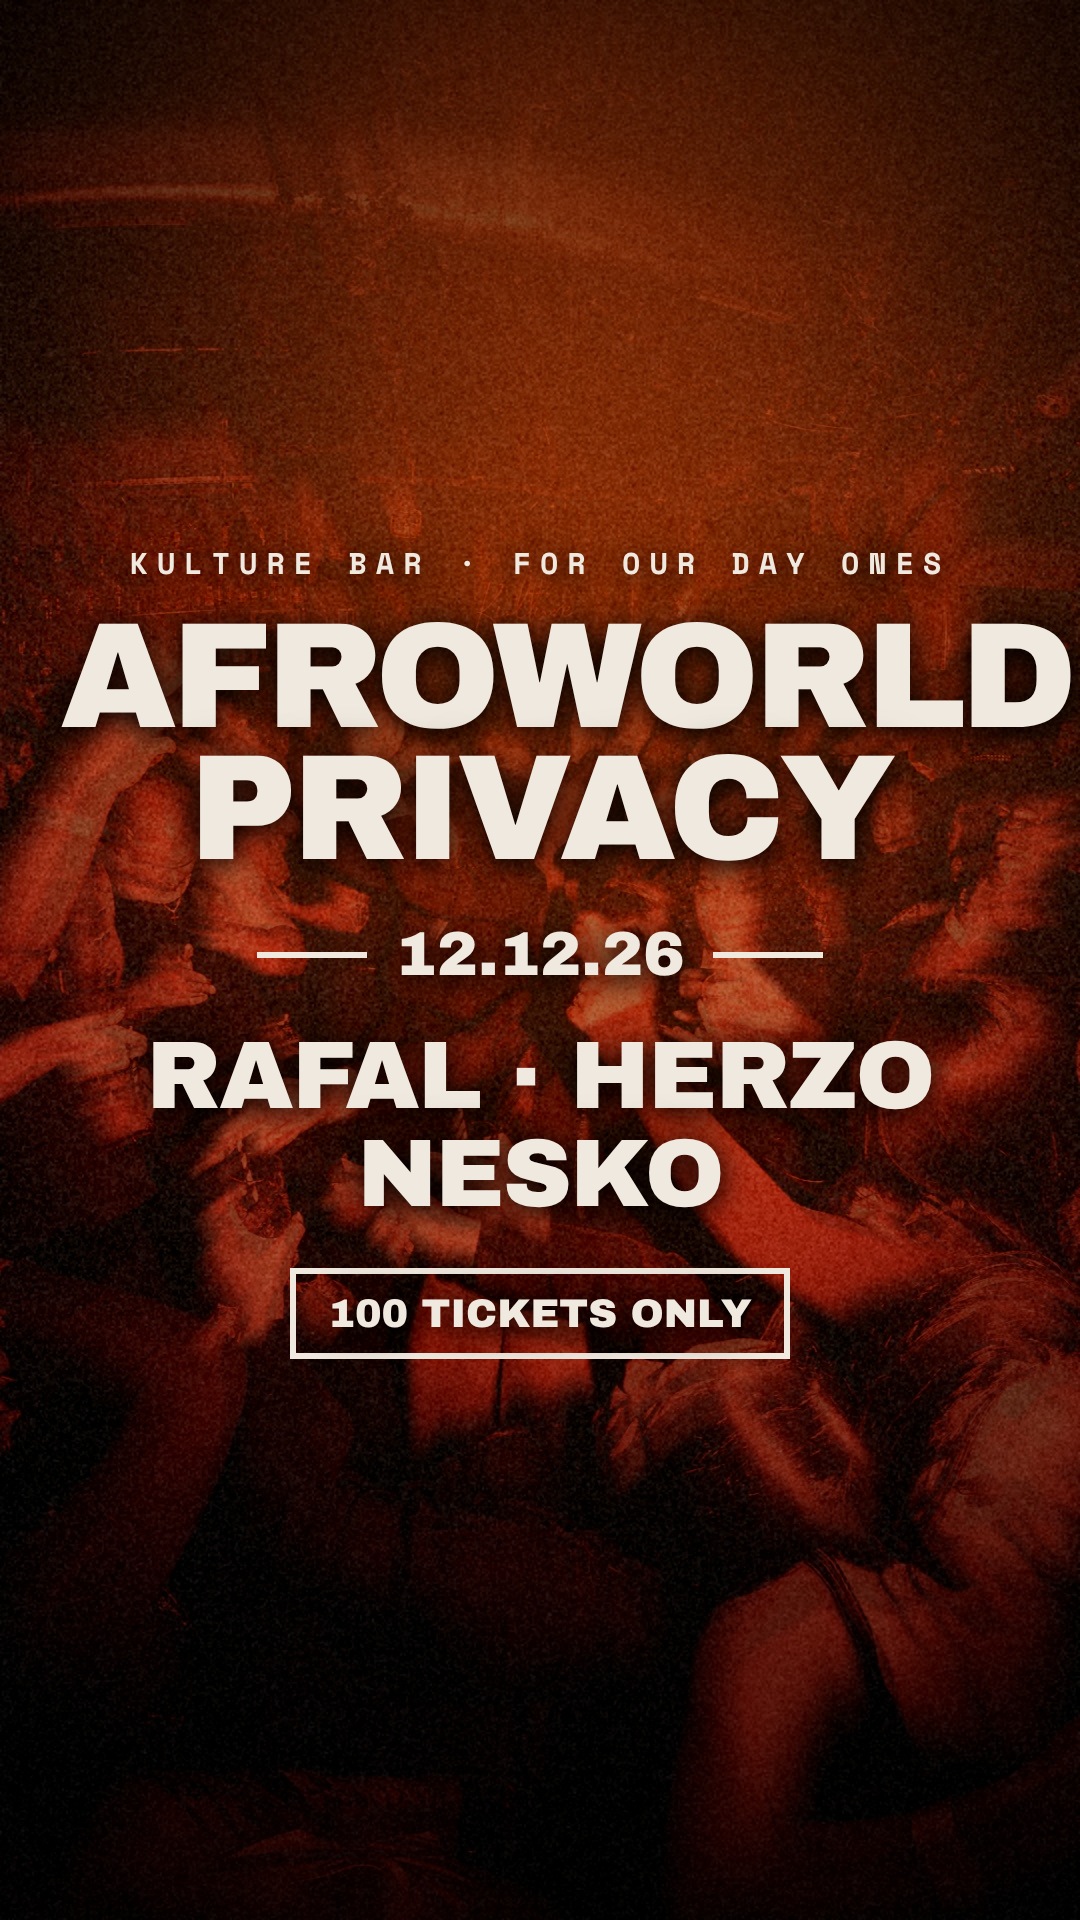 KULTURE BAR · FOR OUR DAY ONES
AFROWORLD
PRIVACY
12.12.26
RAFAL · HERZO
NESKO
100 TICKETS ONLY